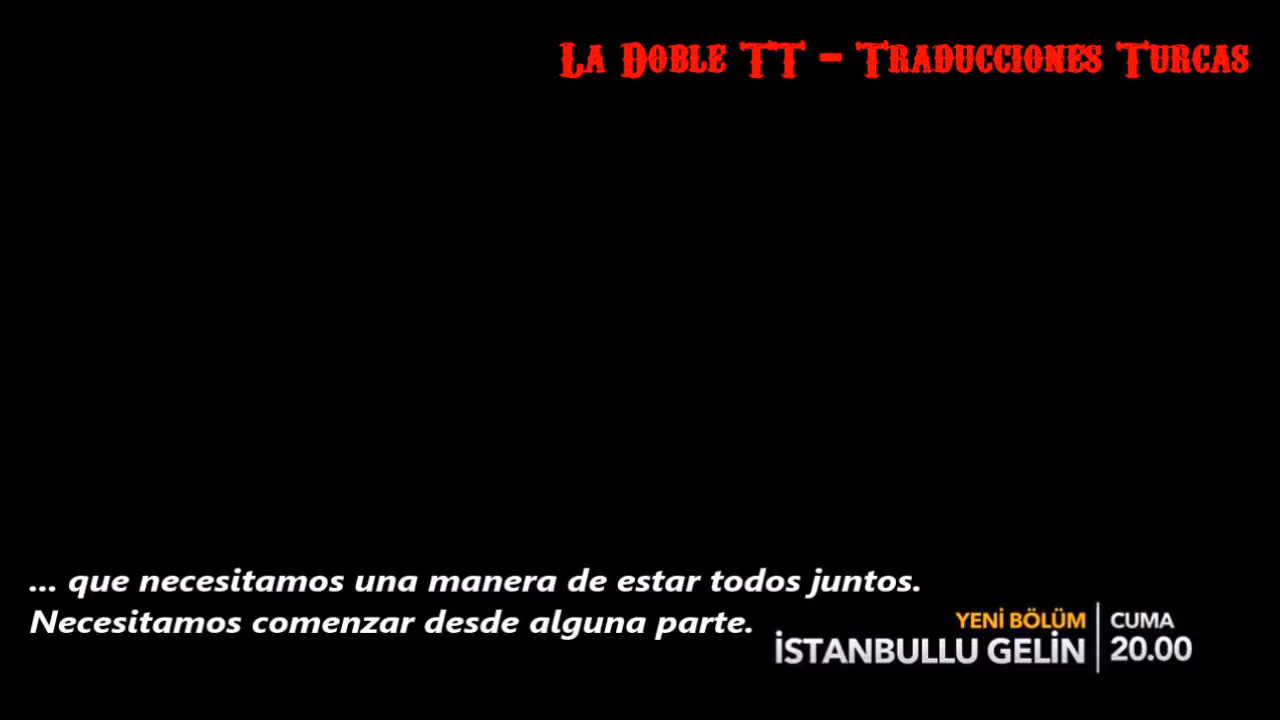 La Doble TT - Traducciones Turcas
... que necesitamos una manera de estar todos juntos.
Necesitamos comenzar desde alguna parte.
YENİ BÖLÜM
İSTANBULLU GELİN
CUMA
20.00